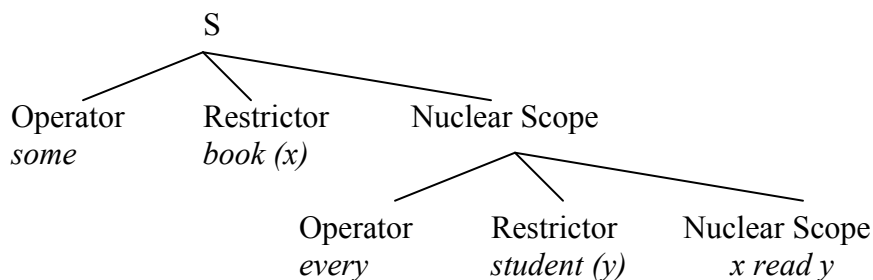 S
Operator Restrictor Nuclear Scope
some book (x)
Operator Restrictor Nuclear Scope
every student (y) x read y